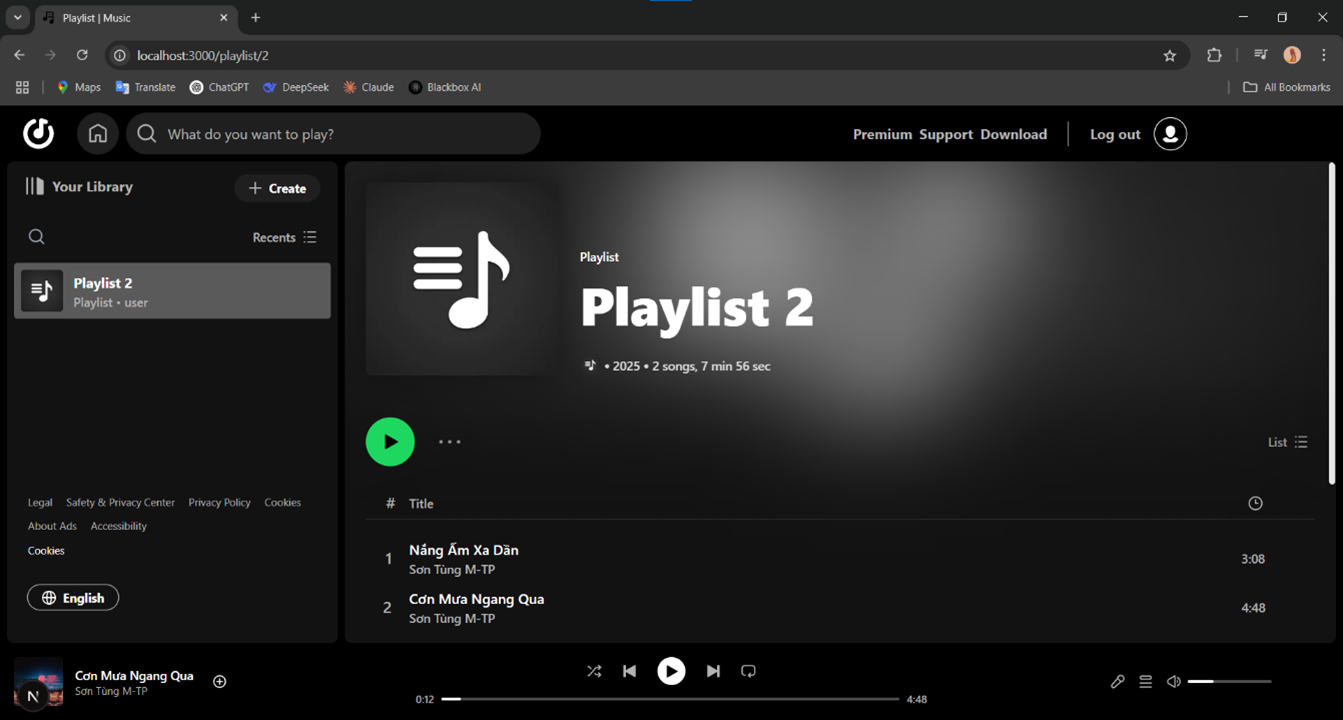 Playlist | Music
localhost:3000/playlist/2
Maps Translate ChatGPT DeepSeek Claude Blackbox AI All Bookmarks
What do you want to play? Premium Support Download Log out
Your Library + Create
Recents
Playlist 2
Playlist • user
Legal Safety & Privacy Center Privacy Policy Cookies
About Ads Accessibility
Cookies
English
Playlist
Playlist 2
• 2025 • 2 songs, 7 min 56 sec
List
# Title
1 Nắng Ấm Xa Dần 3:08
Sơn Tùng M-TP
2 Cơn Mưa Ngang Qua 4:48
Sơn Tùng M-TP
N Cơn Mưa Ngang Qua
Sơn Tùng M-TP
0:12 4:48